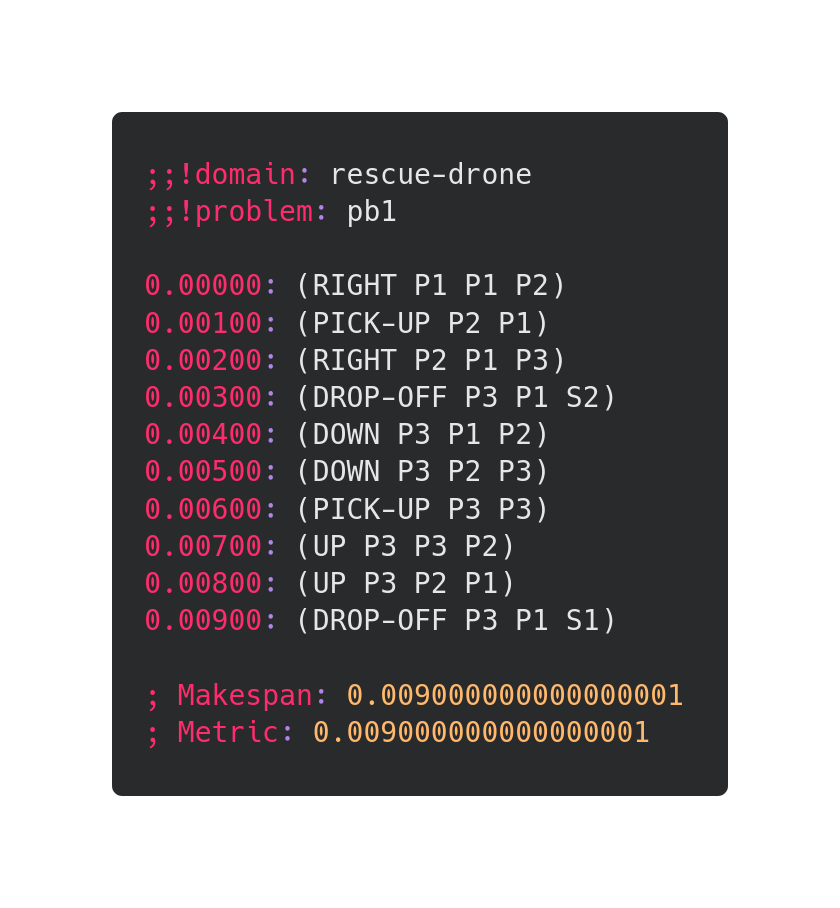 ;;!domain: rescue-drone
;;!problem: pb1
0.00000: (RIGHT P1 P1 P2)
0.00100: (PICK-UP P2 P1)
0.00200: (RIGHT P2 P1 P3)
0.00300: (DROP-OFF P3 P1 S2)
0.00400: (DOWN P3 P1 P2)
0.00500: (DOWN P3 P2 P3)
0.00600: (PICK-UP P3 P3)
0.00700: (UP P3 P3 P2)
0.00800: (UP P3 P2 P1)
0.00900: (DROP-OFF P3 P1 S1)
; Makespan: 0.009000000000000001
; Metric: 0.009000000000000001